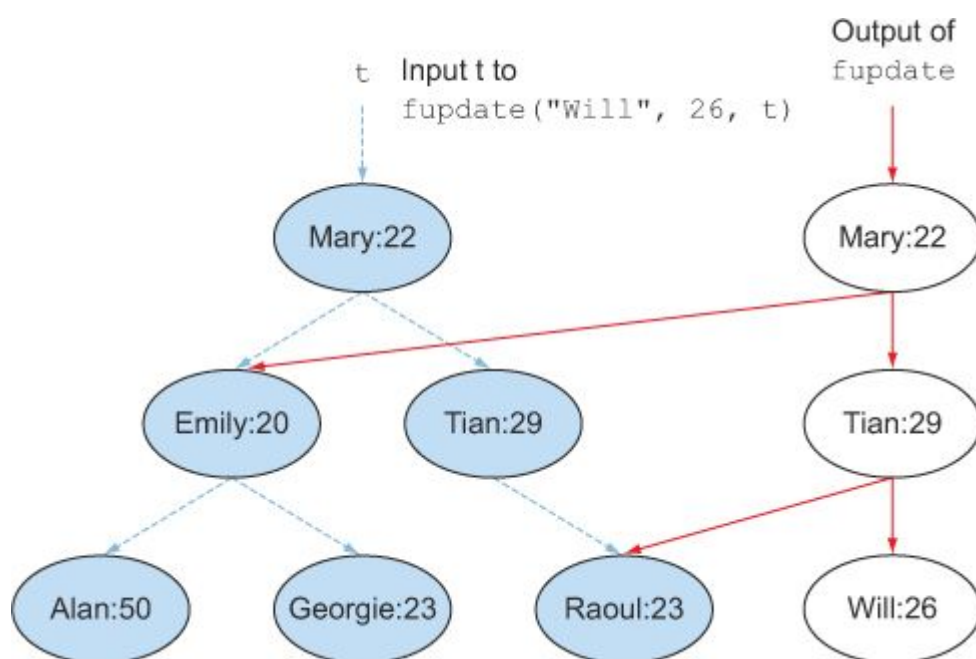 Output of
fupdate
t
Input t to
fupdate("Will", 26, t)
Mary:22
Mary:22
Emily:20
Tian:29
Tian:29
Alan:50
Georgie:23
Raoul:23
Will:26